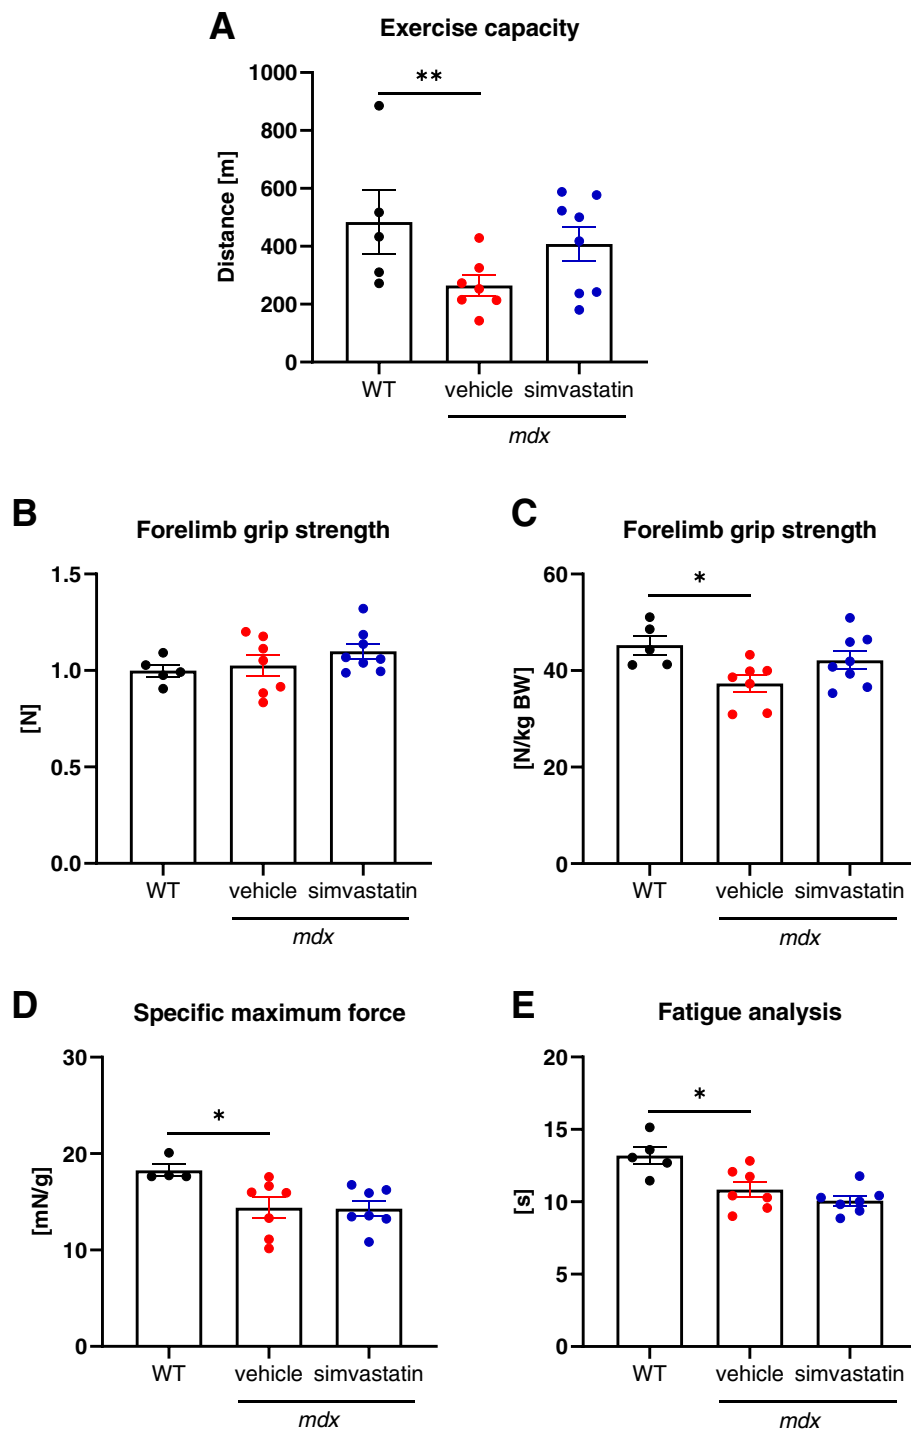 A
Exercise capacity
**
Distance [m]
1000
800
600
400
200
0
WT
vehicle
simvastatin
mdx
B
Forelimb grip strength
[N]
1.5
1.0
0.5
0.0
WT
vehicle
simvastatin
mdx
C
Forelimb grip strength
*
[N/kg BW]
60
40
20
0
WT
vehicle
simvastatin
mdx
D
Specific maximum force
*
[mN/g]
30
20
10
0
WT
vehicle
simvastatin
mdx
E
Fatigue analysis
*
[s]
20
15
10
5
0
WT
vehicle
simvastatin
mdx